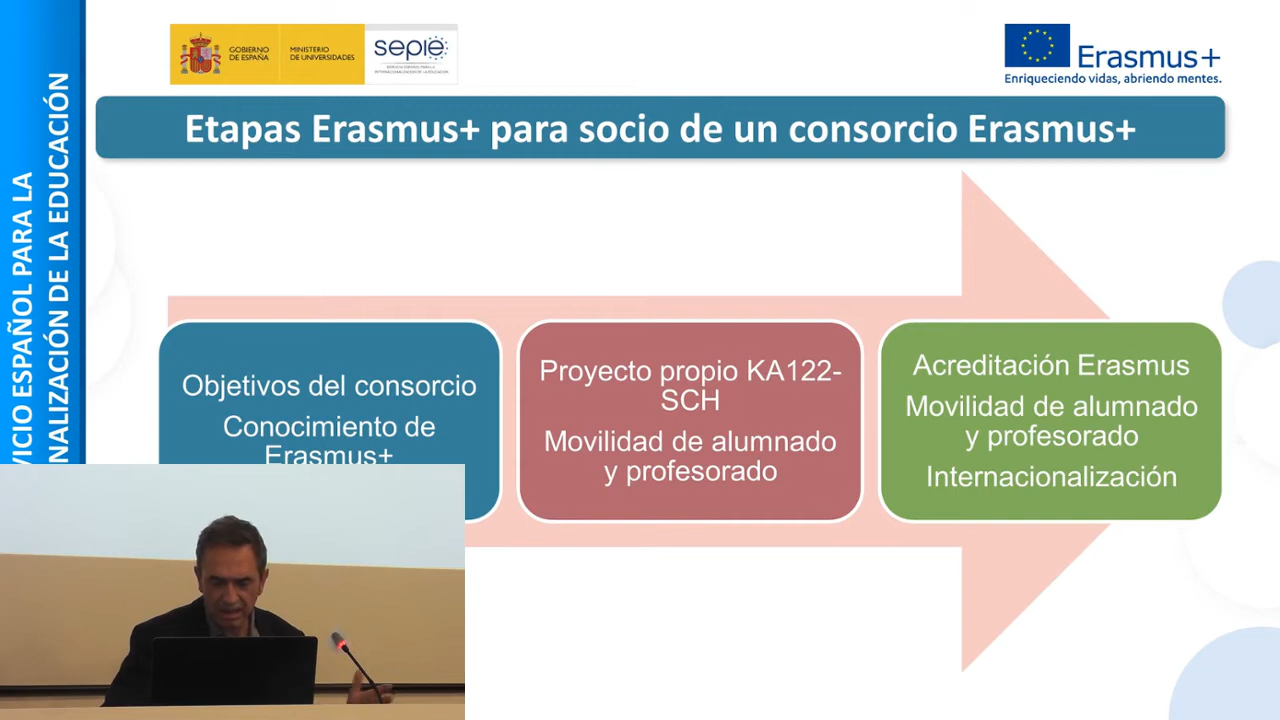 GOBIERNO
DE ESPAÑA
MINISTERIO
DE UNIVERSIDADES
sepie
SERVICIO ESPAÑOL PARA LA
INTERNACIONALIZACIÓN DE LA EDUCACIÓN
Erasmus+
Enriqueciendo vidas, abriendo mentes.
VICIO ESPAÑOL PARA LA
NALIZACIÓN DE LA EDUCACIÓN
Etapas Erasmus+ para socio de un consorcio Erasmus+
Objetivos del consorcio
Conocimiento de
Erasmus+
Proyecto propio KA122-
SCH
Movilidad de alumnado
y profesorado
Acreditación Erasmus
Movilidad de alumnado
y profesorado
Internacionalización